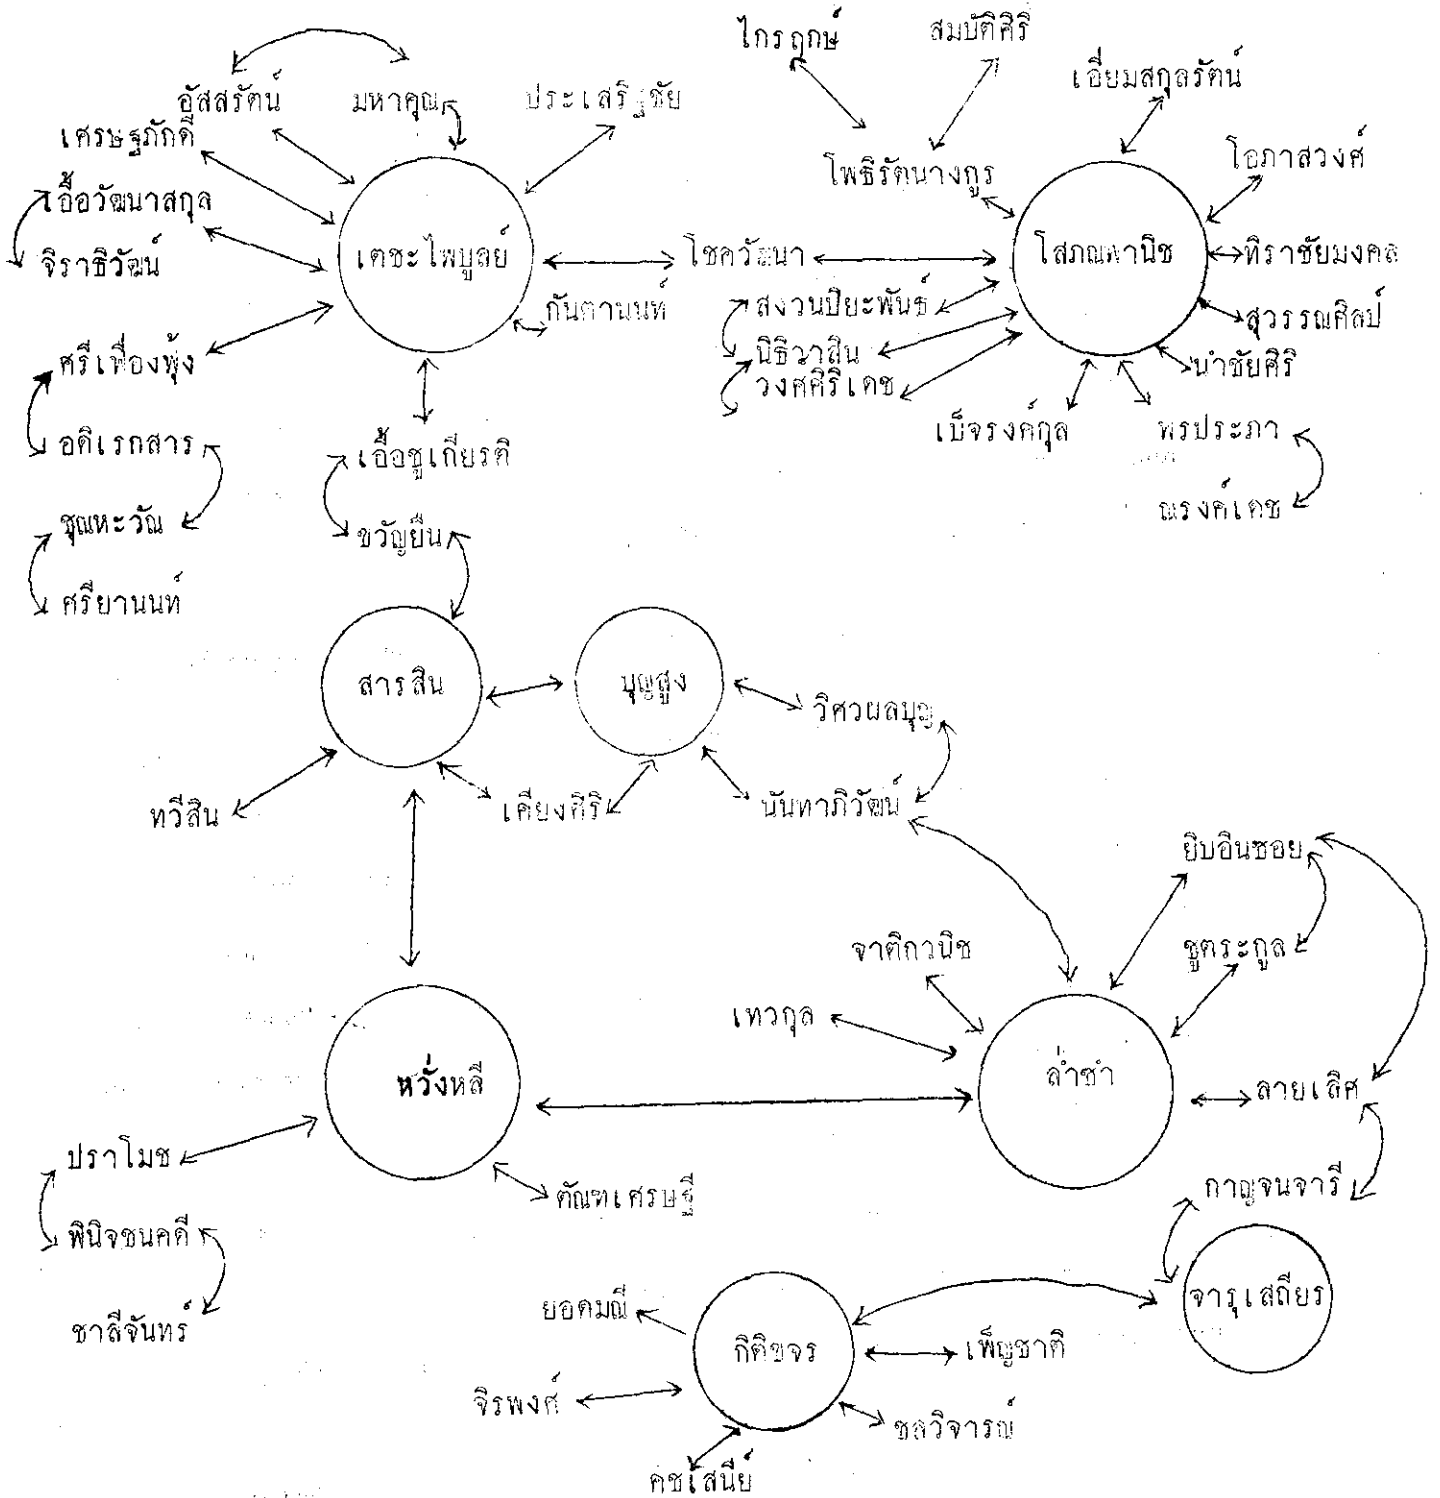 ไกรฤกษ์
สมบัติศิริ
เอี่ยมสกุลรัตน์
อัสสรัตน์
มหาคุณ
ประเสริฐชัย
เศรษฐภักดี
โอภาสวงศ์
โพธิรัตนางกูร
เอื้อวัฒนาสกุล
เตชะไพบูลย์
โชควัฒนา
โสภณพานิช
ทิราชัยมงคล
จิราธิวัฒน์
กันตานนท์
สงวนปิยะพันธ์
สุวรรณศิลป์
ศรีเฟื่องฟุ้ง
นิธิวาสิน
นำชัยศิริ
วงศศิริเดช
เบ็จรงค์กุล
พรประภา
อดิเรกสาร
เอื้อชูเกียรติ
ณรงค์เดช
ชุณหะวัณ
ขวัญยืน
ศรียานนท์
สารสิน
บุญสูง
วิศวผลบุญ
ทวีสิน
เคียงศิริ
นันทาภิวัฒน์
ยิบอินซอย
จาติกวนิช
ชูตระกูล
เทวกุล
หวั่งหลี
ล่ำซำ
ลายเลิศ
ปราโมช
ตัณฑเศรษฐี
กาญจนจารี
พินิจชนคดี
ชาลีจันทร์
ยอดมณี
กิติขจร
เพ็ญชาติ
จารุเสถียร
จิรพงศ์
ชลวิจารณ์
คชเสนีย์